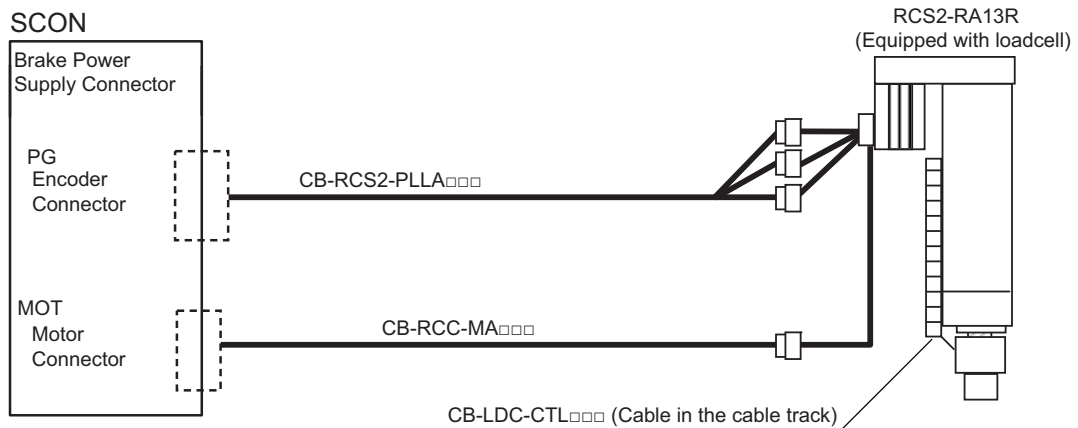 SCON
RCS2-RA13R
(Equipped with loadcell)
Brake Power
Supply Connector
PG
Encoder
Connector
CB-RCS2-PLLA□□□
MOT
Motor
Connector
CB-RCC-MA□□□
CB-LDC-CTL□□□ (Cable in the cable track)